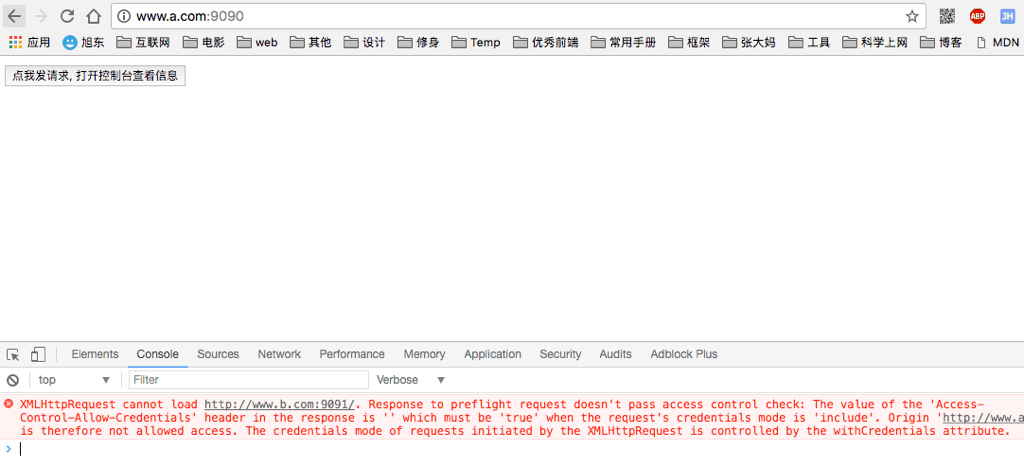 www.a.com:9090
应用 旭东 互联网 电影 web 其他 设计 修身 Temp 优秀前端 常用手册 框架 张大妈 工具 科学上网 博客 MDN
ABP
JH
点我发请求, 打开控制台查看信息
Elements Console Sources Network Performance Memory Application Security Audits Adblock Plus
top Filter Verbose
XMLHttpRequest cannot load http://www.b.com:9091/. Response to preflight request doesn't pass access control check: The value of the 'Access-
Control-Allow-Credentials' header in the response is '' which must be 'true' when the request's credentials mode is 'include'. Origin 'http://www.a
is therefore not allowed access. The credentials mode of requests initiated by the XMLHttpRequest is controlled by the withCredentials attribute.